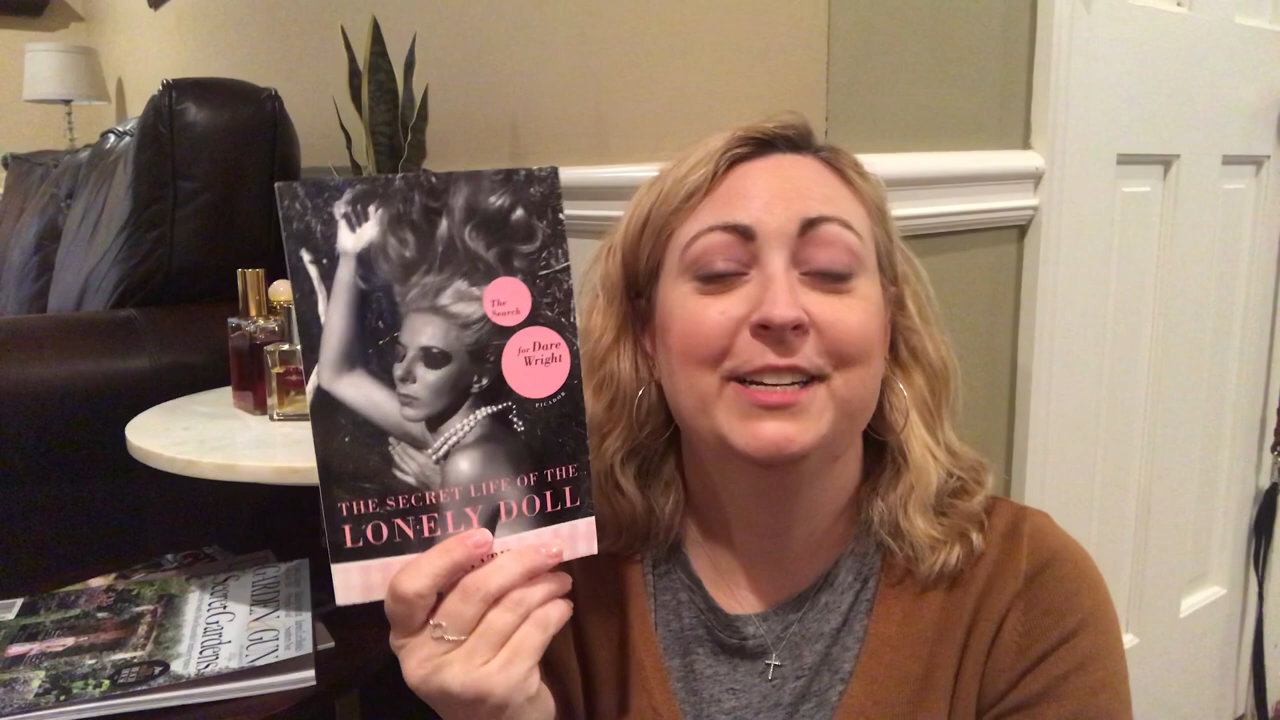 The
Search
for Dare
Wright
PICADOR
THE SECRET LIFE OF THE
LONELY DOLL
GARDEN GUN
Secret Gardens